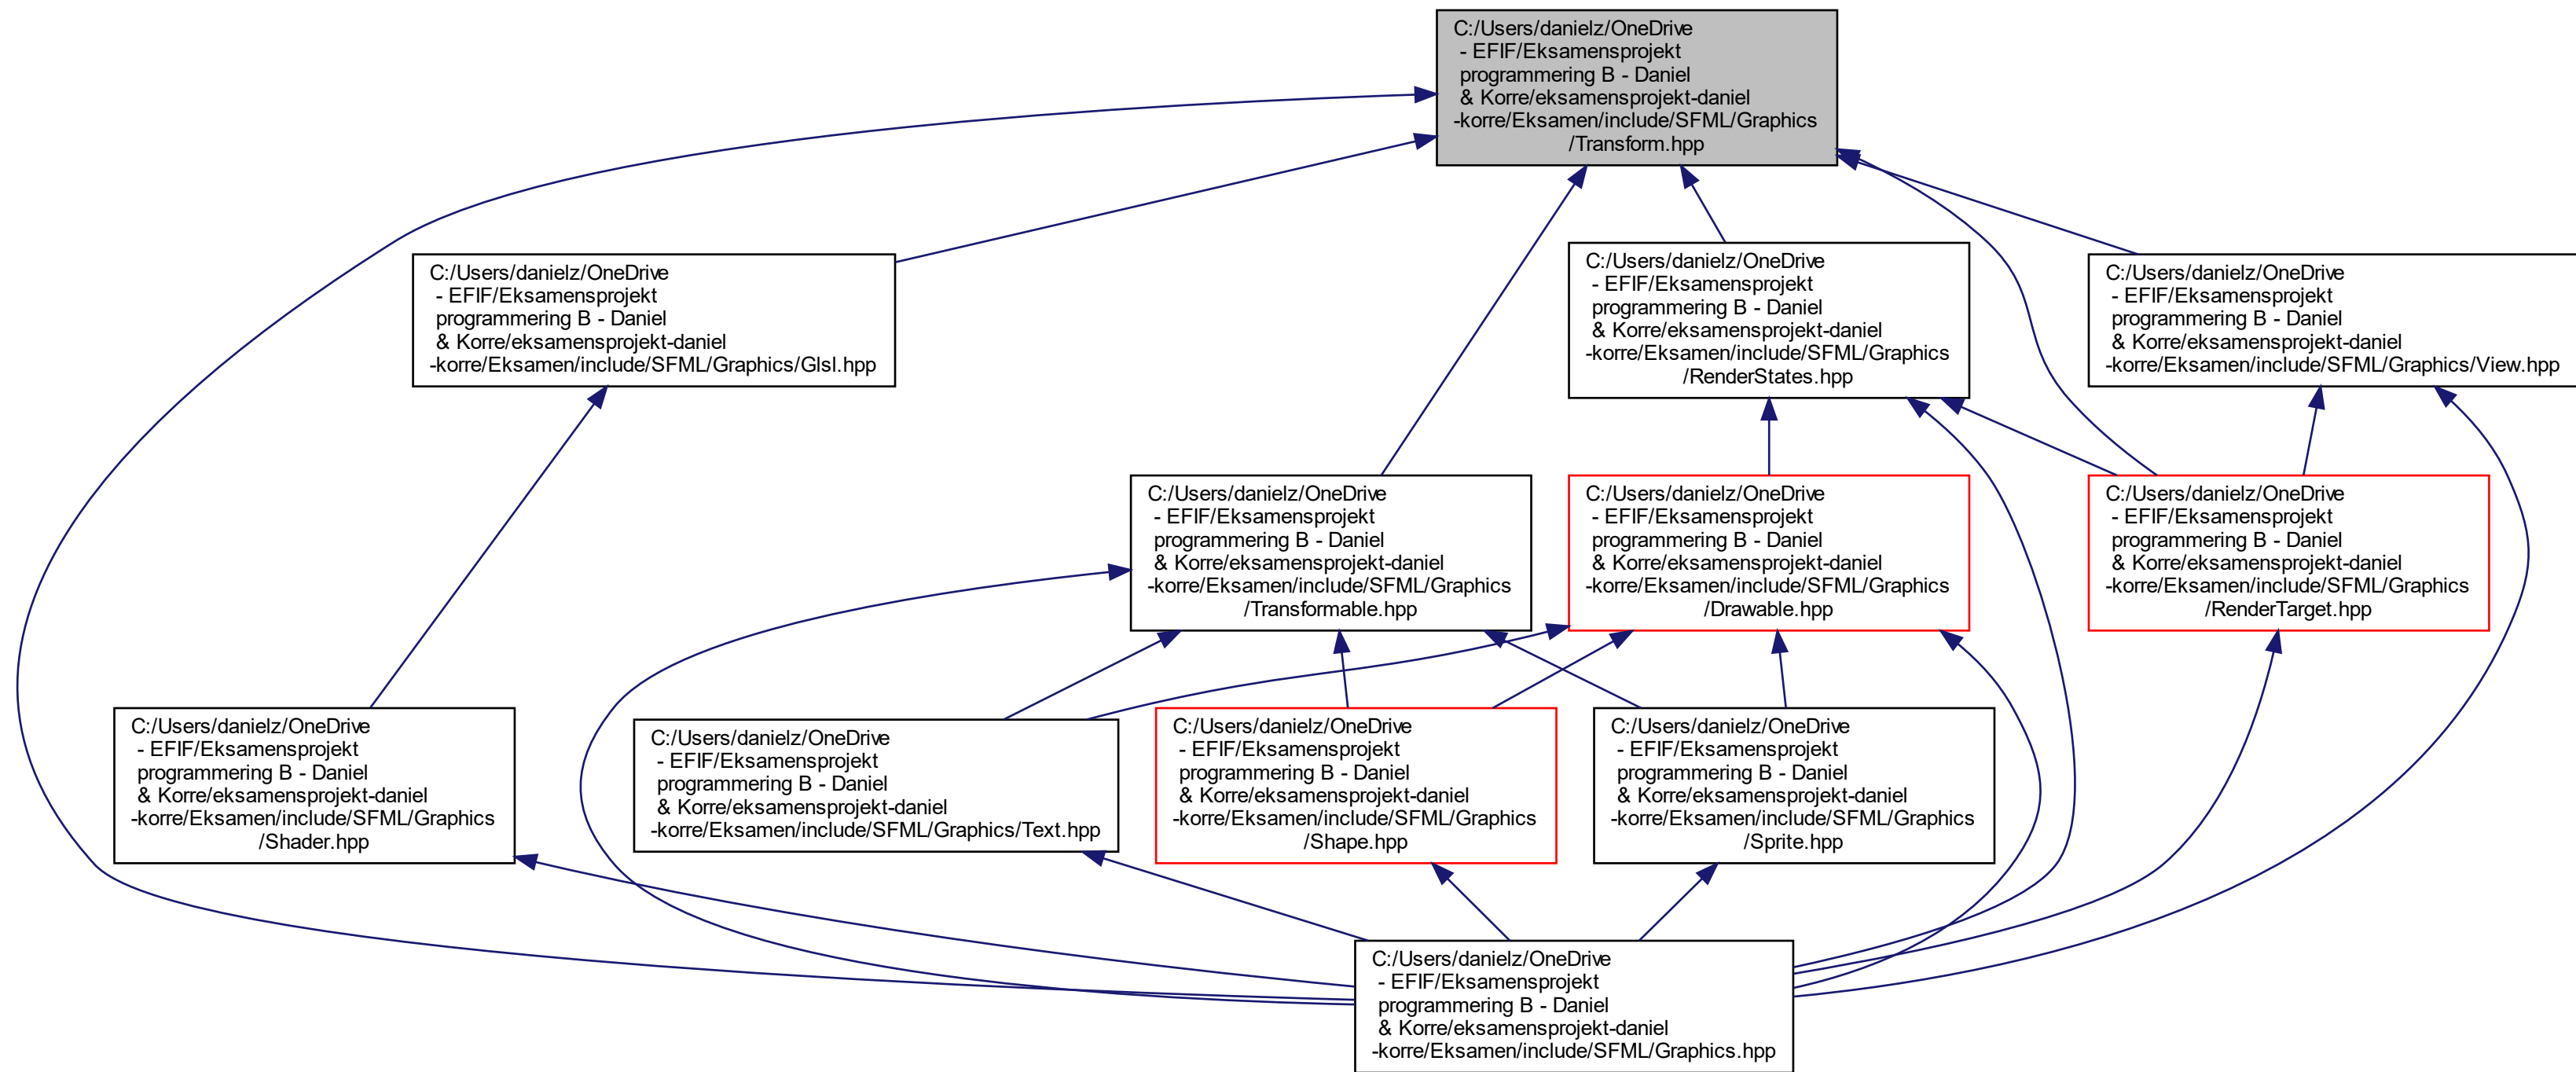 C:/Users/danielz/OneDrive
- EFIF/Eksamensprojekt
programmering B - Daniel
& Korre/eksamensprojekt-daniel
-korre/Eksamen/include/SFML/Graphics
/Transform.hpp
C:/Users/danielz/OneDrive
- EFIF/Eksamensprojekt
programmering B - Daniel
& Korre/eksamensprojekt-daniel
-korre/Eksamen/include/SFML/Graphics/Glsl.hpp
C:/Users/danielz/OneDrive
- EFIF/Eksamensprojekt
programmering B - Daniel
& Korre/eksamensprojekt-daniel
-korre/Eksamen/include/SFML/Graphics
/RenderStates.hpp
C:/Users/danielz/OneDrive
- EFIF/Eksamensprojekt
programmering B - Daniel
& Korre/eksamensprojekt-daniel
-korre/Eksamen/include/SFML/Graphics/View.hpp
C:/Users/danielz/OneDrive
- EFIF/Eksamensprojekt
programmering B - Daniel
& Korre/eksamensprojekt-daniel
-korre/Eksamen/include/SFML/Graphics
/Transformable.hpp
C:/Users/danielz/OneDrive
- EFIF/Eksamensprojekt
programmering B - Daniel
& Korre/eksamensprojekt-daniel
-korre/Eksamen/include/SFML/Graphics
/Drawable.hpp
C:/Users/danielz/OneDrive
- EFIF/Eksamensprojekt
programmering B - Daniel
& Korre/eksamensprojekt-daniel
-korre/Eksamen/include/SFML/Graphics
/RenderTarget.hpp
C:/Users/danielz/OneDrive
- EFIF/Eksamensprojekt
programmering B - Daniel
& Korre/eksamensprojekt-daniel
-korre/Eksamen/include/SFML/Graphics
/Shader.hpp
C:/Users/danielz/OneDrive
- EFIF/Eksamensprojekt
programmering B - Daniel
& Korre/eksamensprojekt-daniel
-korre/Eksamen/include/SFML/Graphics/Text.hpp
C:/Users/danielz/OneDrive
- EFIF/Eksamensprojekt
programmering B - Daniel
& Korre/eksamensprojekt-daniel
-korre/Eksamen/include/SFML/Graphics
/Shape.hpp
C:/Users/danielz/OneDrive
- EFIF/Eksamensprojekt
programmering B - Daniel
& Korre/eksamensprojekt-daniel
-korre/Eksamen/include/SFML/Graphics
/Sprite.hpp
C:/Users/danielz/OneDrive
- EFIF/Eksamensprojekt
programmering B - Daniel
& Korre/eksamensprojekt-daniel
-korre/Eksamen/include/SFML/Graphics.hpp